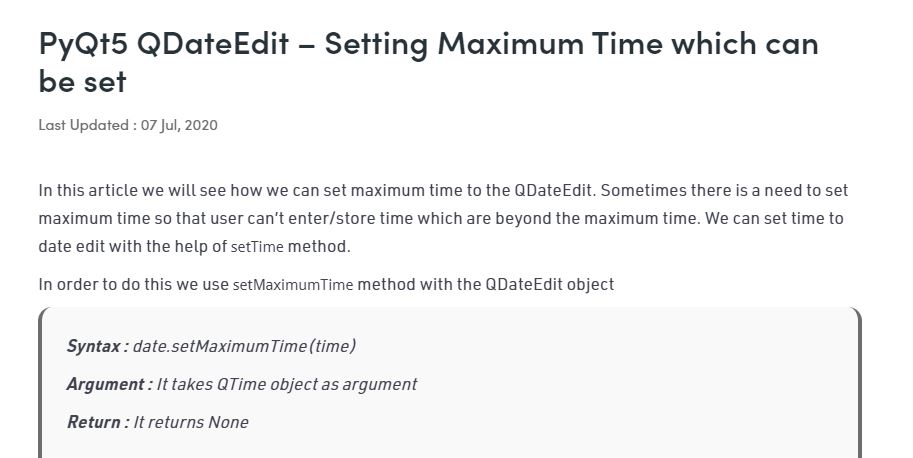 PyQt5 QDateEdit – Setting Maximum Time which can
be set
Last Updated : 07 Jul, 2020
In this article we will see how we can set maximum time to the QDateEdit. Sometimes there is a need to set
maximum time so that user can’t enter/store time which are beyond the maximum time. We can set time to
date edit with the help of setTime method.
In order to do this we use setMaximumTime method with the QDateEdit object
Syntax : date.setMaximumTime(time)
Argument : It takes QTime object as argument
Return : It returns None